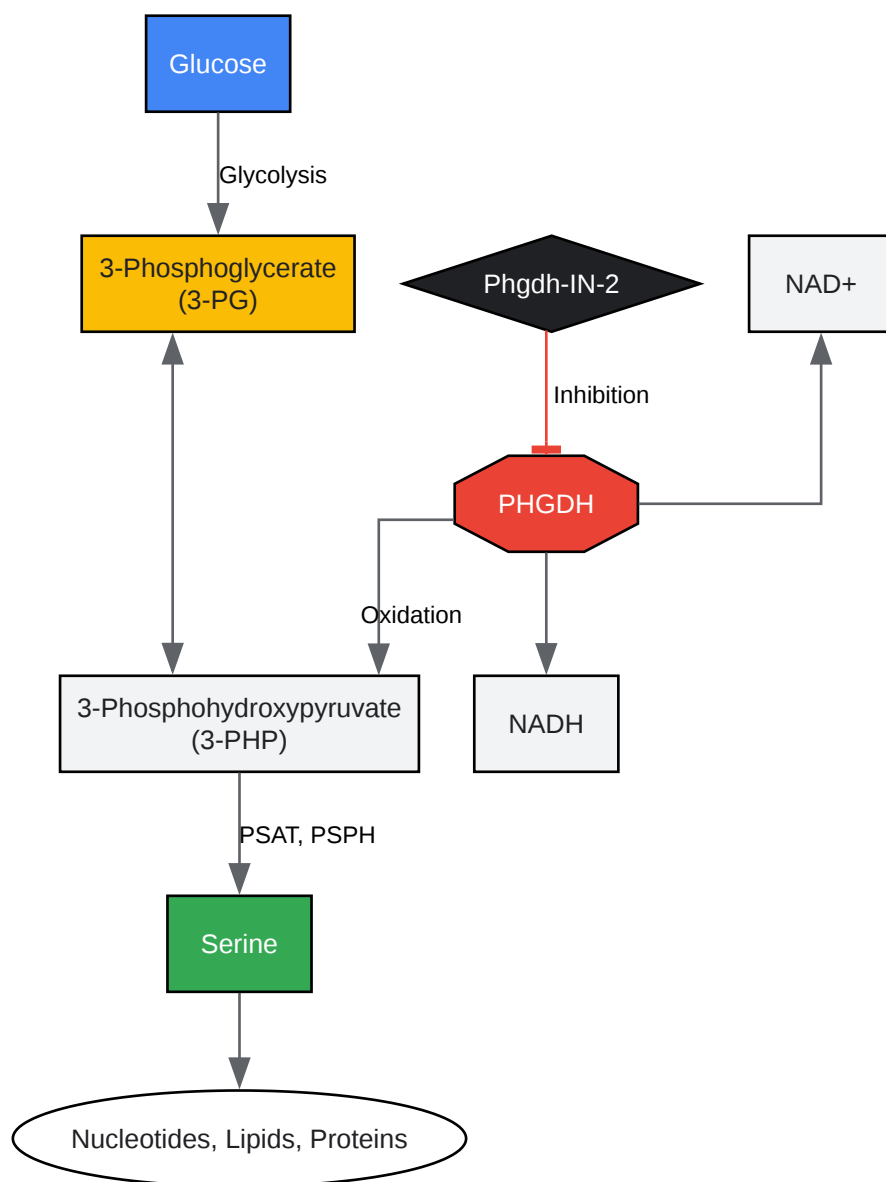 Glucose
Glycolysis
3-Phosphoglycerate
(3-PG)
Phgdh-IN-2
NAD+
Inhibition
PHGDH
Oxidation
3-Phosphohydroxypyruvate
(3-PHP)
NADH
PSAT, PSPH
Serine
Nucleotides, Lipids, Proteins